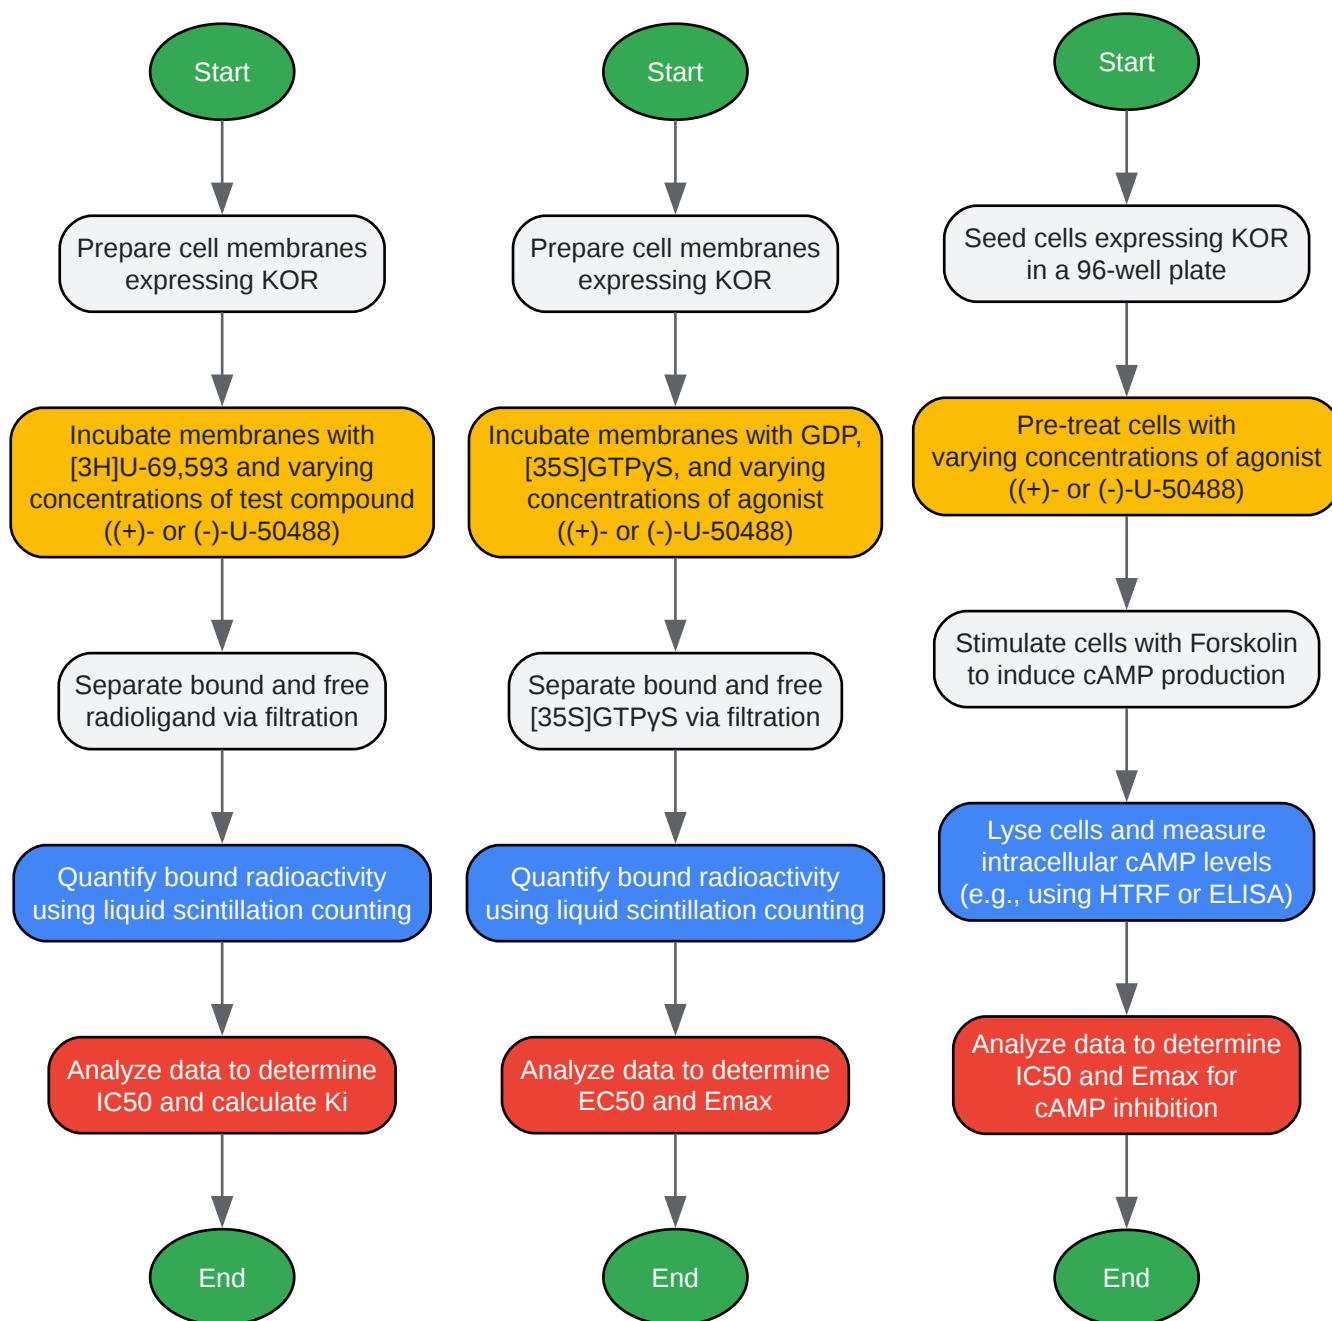 Start
Prepare cell membranes
expressing KOR
Incubate membranes with
[3H]U-69,593 and varying
concentrations of test compound
((+)- or (-)-U-50488)
Separate bound and free
radioligand via filtration
Quantify bound radioactivity
using liquid scintillation counting
Analyze data to determine
IC50 and calculate Ki
End
Start
Prepare cell membranes
expressing KOR
Incubate membranes with GDP,
[35S]GTPγS, and varying
concentrations of agonist
((+)- or (-)-U-50488)
Separate bound and free
[35S]GTPγS via filtration
Quantify bound radioactivity
using liquid scintillation counting
Analyze data to determine
EC50 and Emax
End
Start
Seed cells expressing KOR
in a 96-well plate
Pre-treat cells with
varying concentrations of agonist
((+)- or (-)-U-50488)
Stimulate cells with Forskolin
to induce cAMP production
Lyse cells and measure
intracellular cAMP levels
(e.g., using HTRF or ELISA)
Analyze data to determine
IC50 and Emax for
cAMP inhibition
End